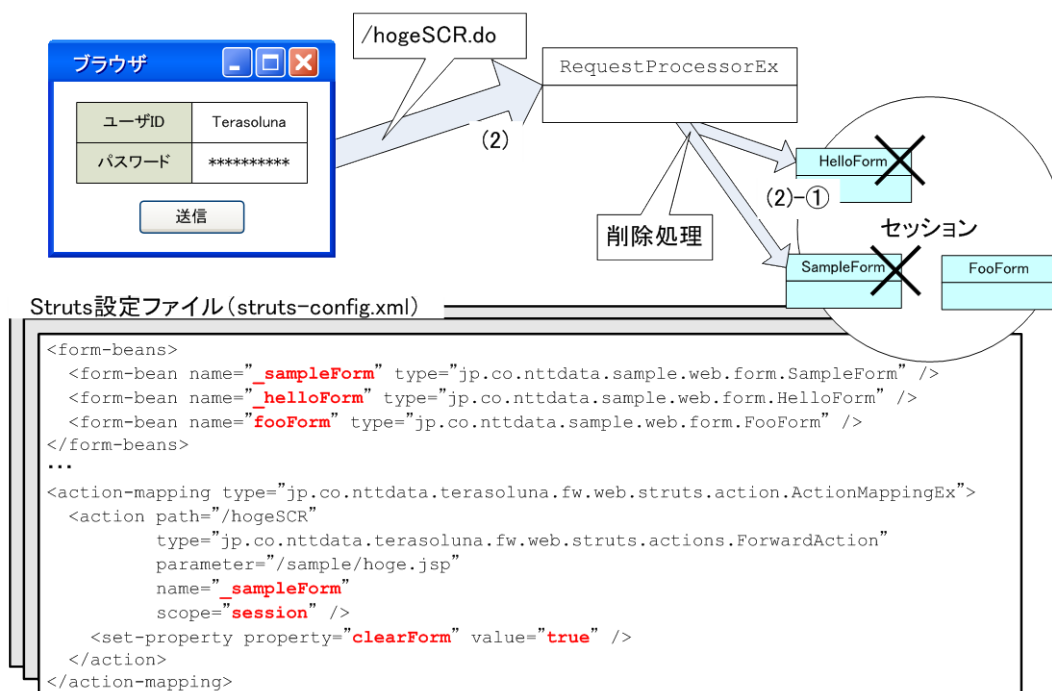 /hogeSCR.do
ブラウザ
RequestProcessorEx
ユーザID
Terasoluna
パスワード
**********
送信
(2)
HelloForm
(2)-①
削除処理
セッション
SampleForm
FooForm
Struts設定ファイル(struts-config.xml)
<form-beans>
<form-bean name="_sampleForm" type="jp.co.nttdata.sample.web.form.SampleForm" />
<form-bean name="_helloForm" type="jp.co.nttdata.sample.web.form.HelloForm" />
<form-bean name="fooForm" type="jp.co.nttdata.sample.web.form.FooForm" />
</form-beans>
・・・
<action-mapping type="jp.co.nttdata.terasoluna.fw.web.struts.action.ActionMappingEx">
<action path="/hogeSCR"
type="jp.co.nttdata.terasoluna.fw.web.struts.actions.ForwardAction"
parameter="/sample/hoge.jsp"
name="_sampleForm"
scope="session" />
<set-property property="clearForm" value="true" />
</action>
</action-mapping>